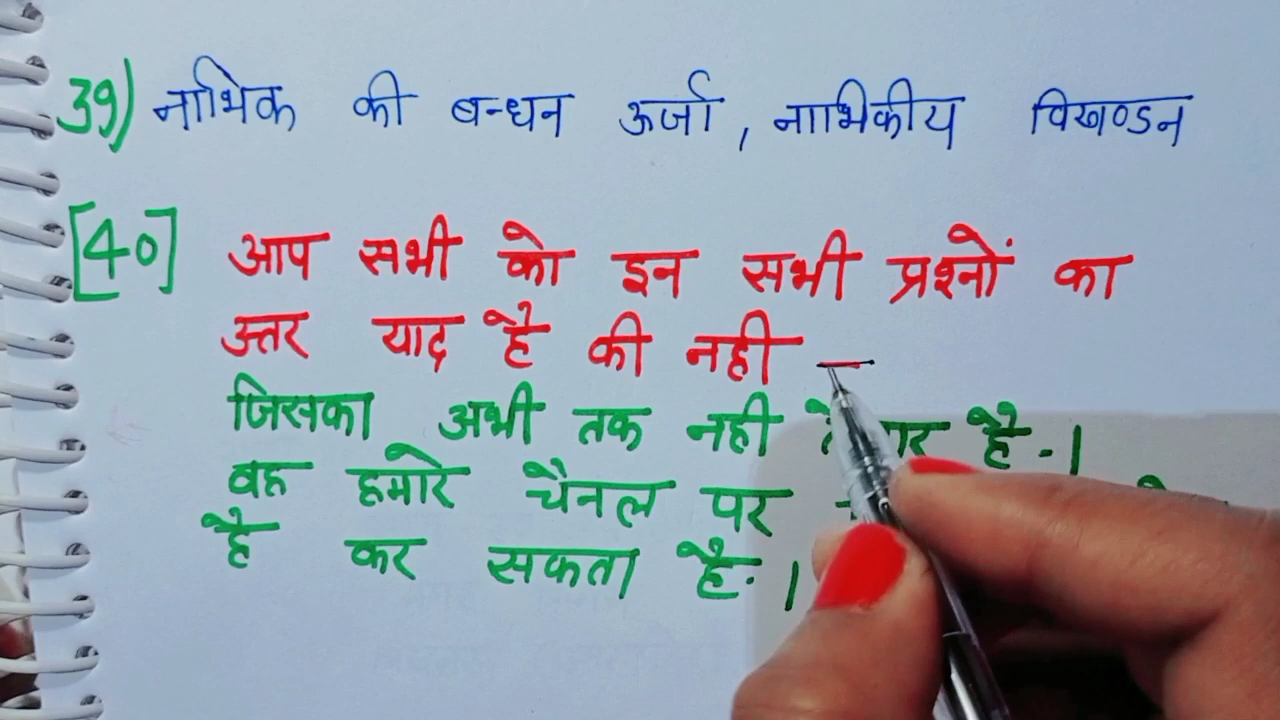 39) नाभिक की बन्धन ऊर्जा, नाभिकीय विखण्डन
[40] आप सभी को इन सभी प्रश्नों का
उत्तर याद है की नही —
जिसका अभी तक नही है -।
वह हमारे चैनल पर
है कर सकता है।